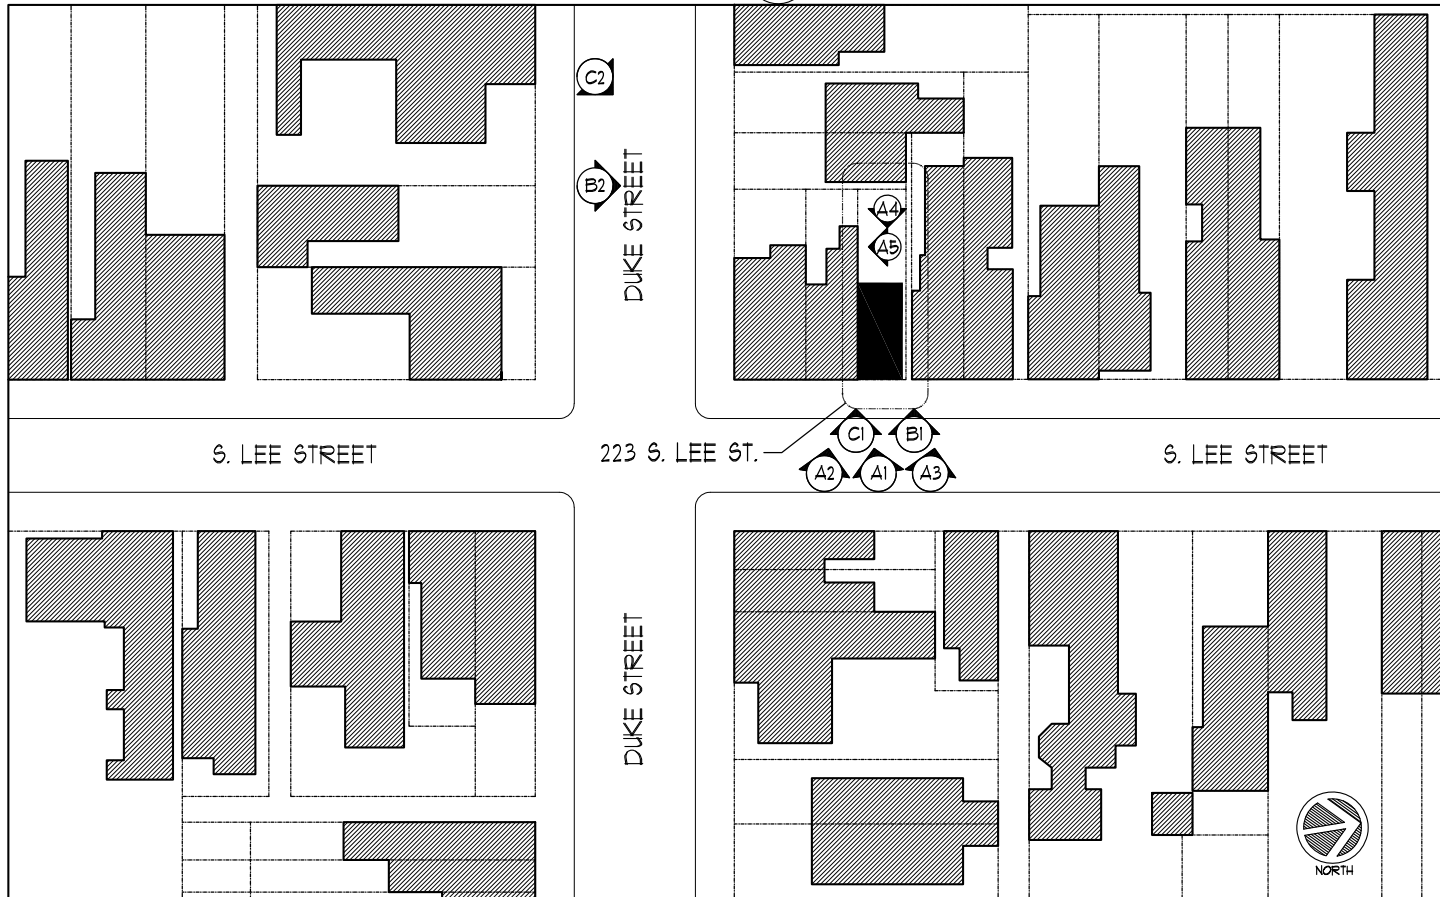 C2
B2
DUKE STREET
A4
A5
S. LEE STREET
223 S. LEE ST.
C1
B1
A2
A1
A3
S. LEE STREET
DUKE STREET
NORTH